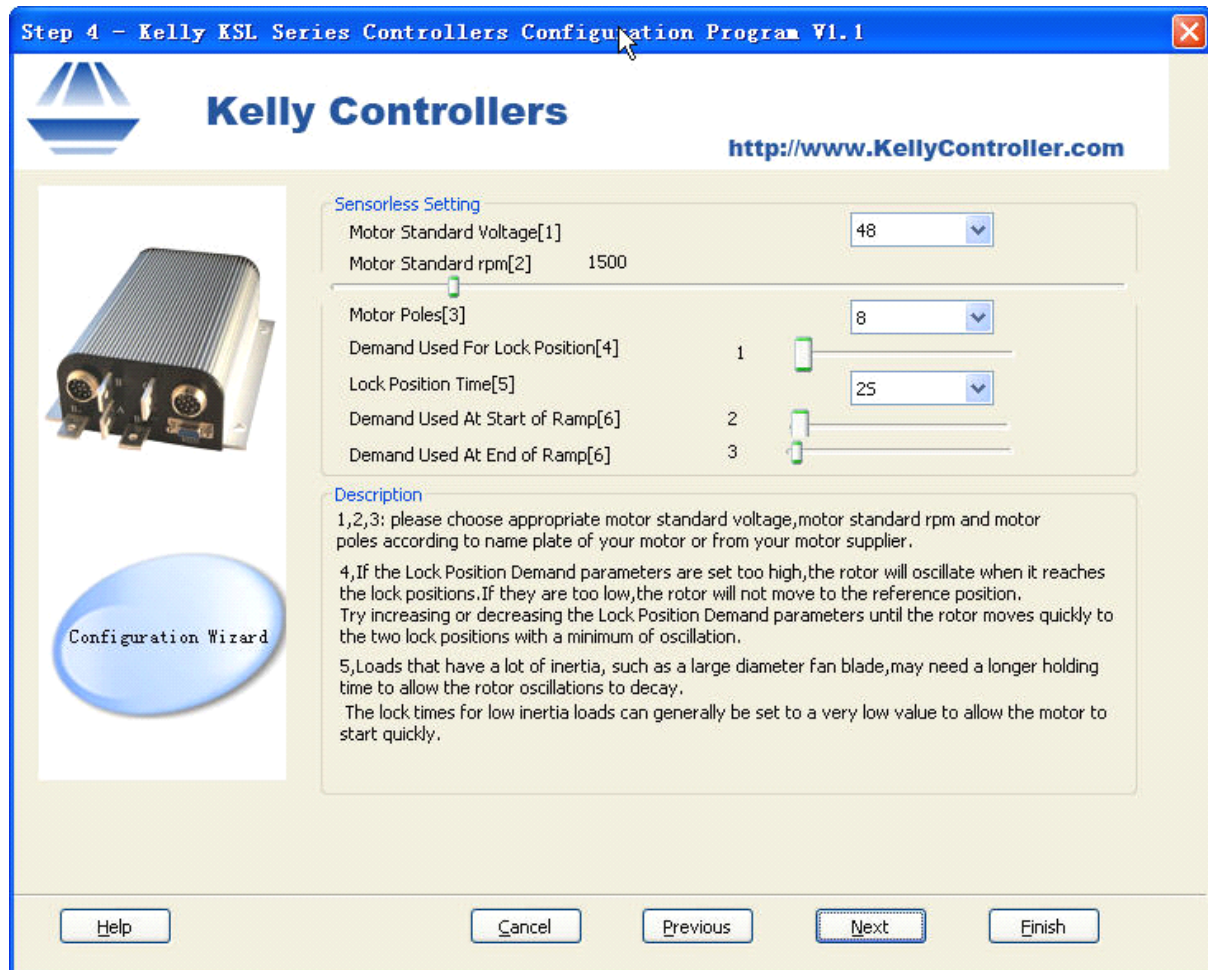 Step 4 - Kelly KSL Series Controllers Configuration Program V1.1
Kelly Controllers
http://www.KellyController.com
Sensorless Setting
Motor Standard Voltage[1] 48
Motor Standard rpm[2] 1500
Motor Poles[3] 8
Demand Used For Lock Position[4] 1
Lock Position Time[5] 25
Demand Used At Start of Ramp[6] 2
Demand Used At End of Ramp[6] 3
Configuration Wizard
Description
1,2,3: please choose appropriate motor standard voltage,motor standard rpm and motor
poles according to name plate of your motor or from your motor supplier.
4,If the Lock Position Demand parameters are set too high,the rotor will oscillate when it reaches
the lock positions.If they are too low,the rotor will not move to the reference position.
Try increasing or decreasing the Lock Position Demand parameters until the rotor moves quickly to
the two lock positions with a minimum of oscillation.
5,Loads that have a lot of inertia, such as a large diameter fan blade,may need a longer holding
time to allow the rotor oscillations to decay.
The lock times for low inertia loads can generally be set to a very low value to allow the motor to
start quickly.
Help Cancel Previous Next Finish